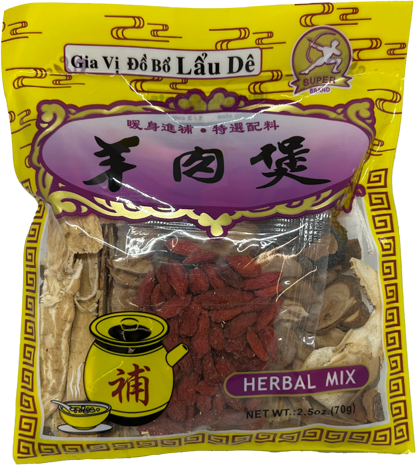 Gia Vị Đồ Bổ Lẩu Dê
SUPER
BRAND
暖身進補・特選配料
羊肉煲
補
HERBAL MIX
NET WT.:2.5oz.(70g)